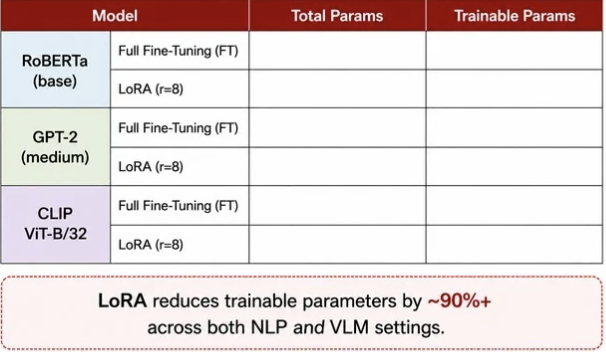 Model Total Params Trainable Params
RoBERTa
(base)
Full Fine-Tuning (FT)
LoRA (r=8)
GPT-2
(medium)
Full Fine-Tuning (FT)
LoRA (r=8)
CLIP
ViT-B/32
Full Fine-Tuning (FT)
LoRA (r=8)
LoRA reduces trainable parameters by ~90%+
across both NLP and VLM settings.